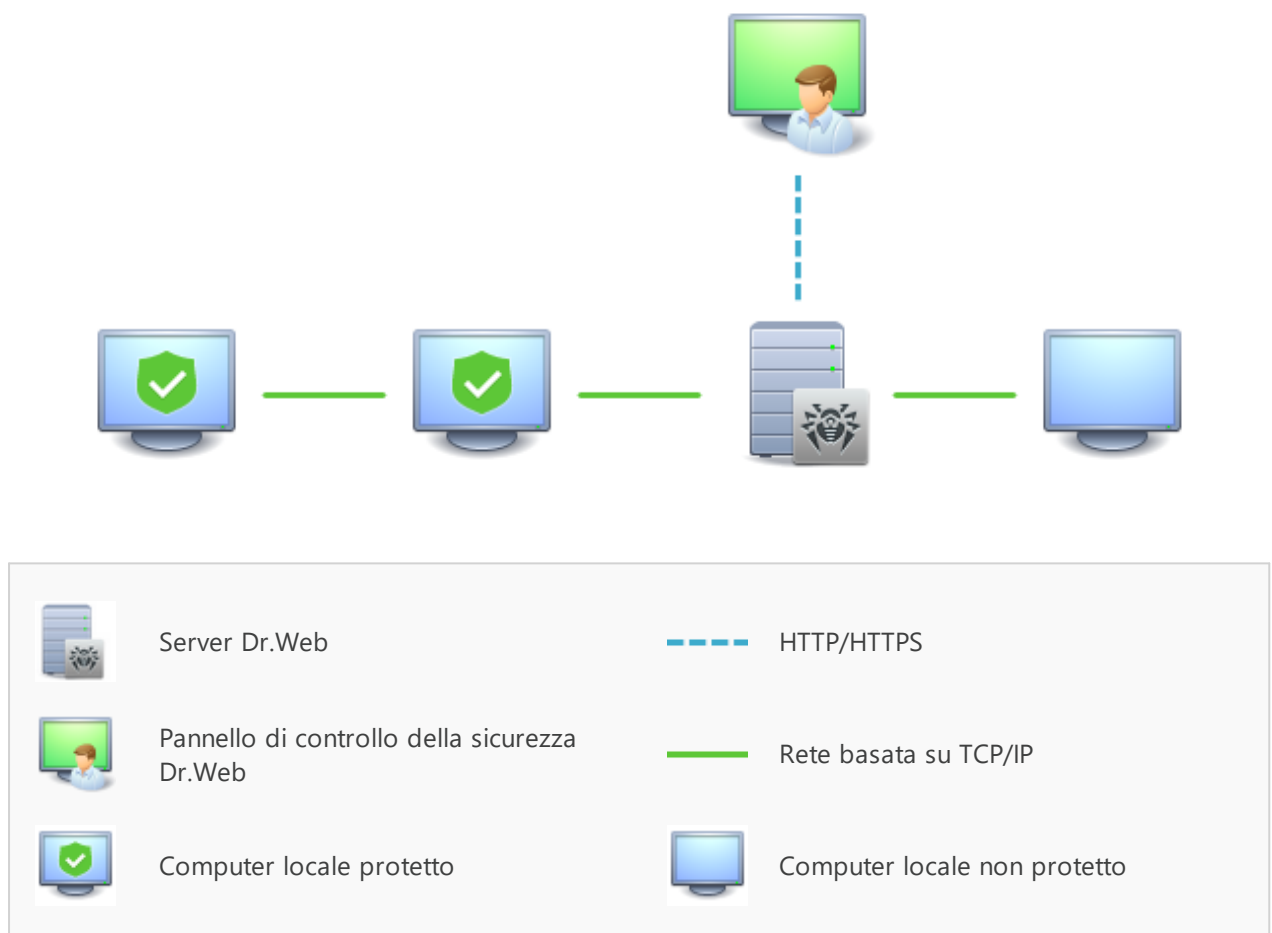 Server Dr.Web
HTTP/HTTPS
Pannello di controllo della sicurezza
Dr.Web
Rete basata su TCP/IP
Computer locale protetto
Computer locale non protetto